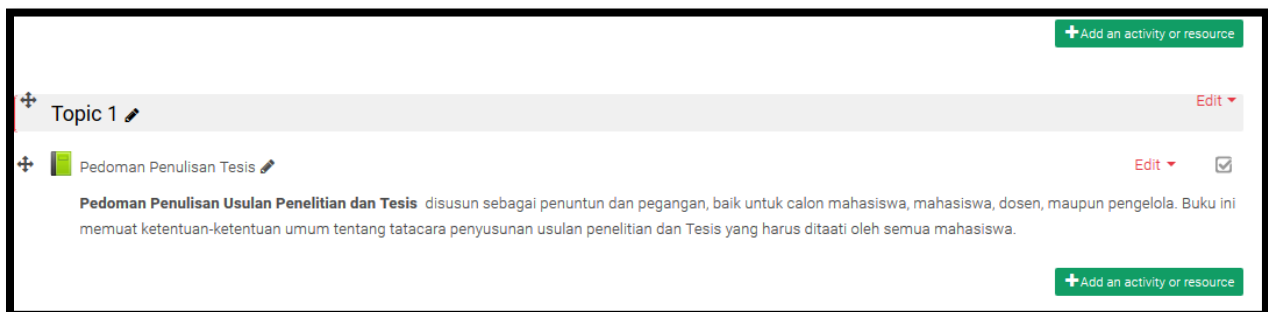 Add an activity or resource
Topic 1
Edit
Pedoman Penulisan Tesis
Edit
Pedoman Penulisan Usulan Penelitian dan Tesis disusun sebagai penuntun dan pegangan, baik untuk calon mahasiswa, mahasiswa, dosen, maupun pengelola. Buku ini
memuat ketentuan-ketentuan umum tentang tatacara penyusunan usulan penelitian dan Tesis yang harus ditaati oleh semua mahasiswa.
Add an activity or resource